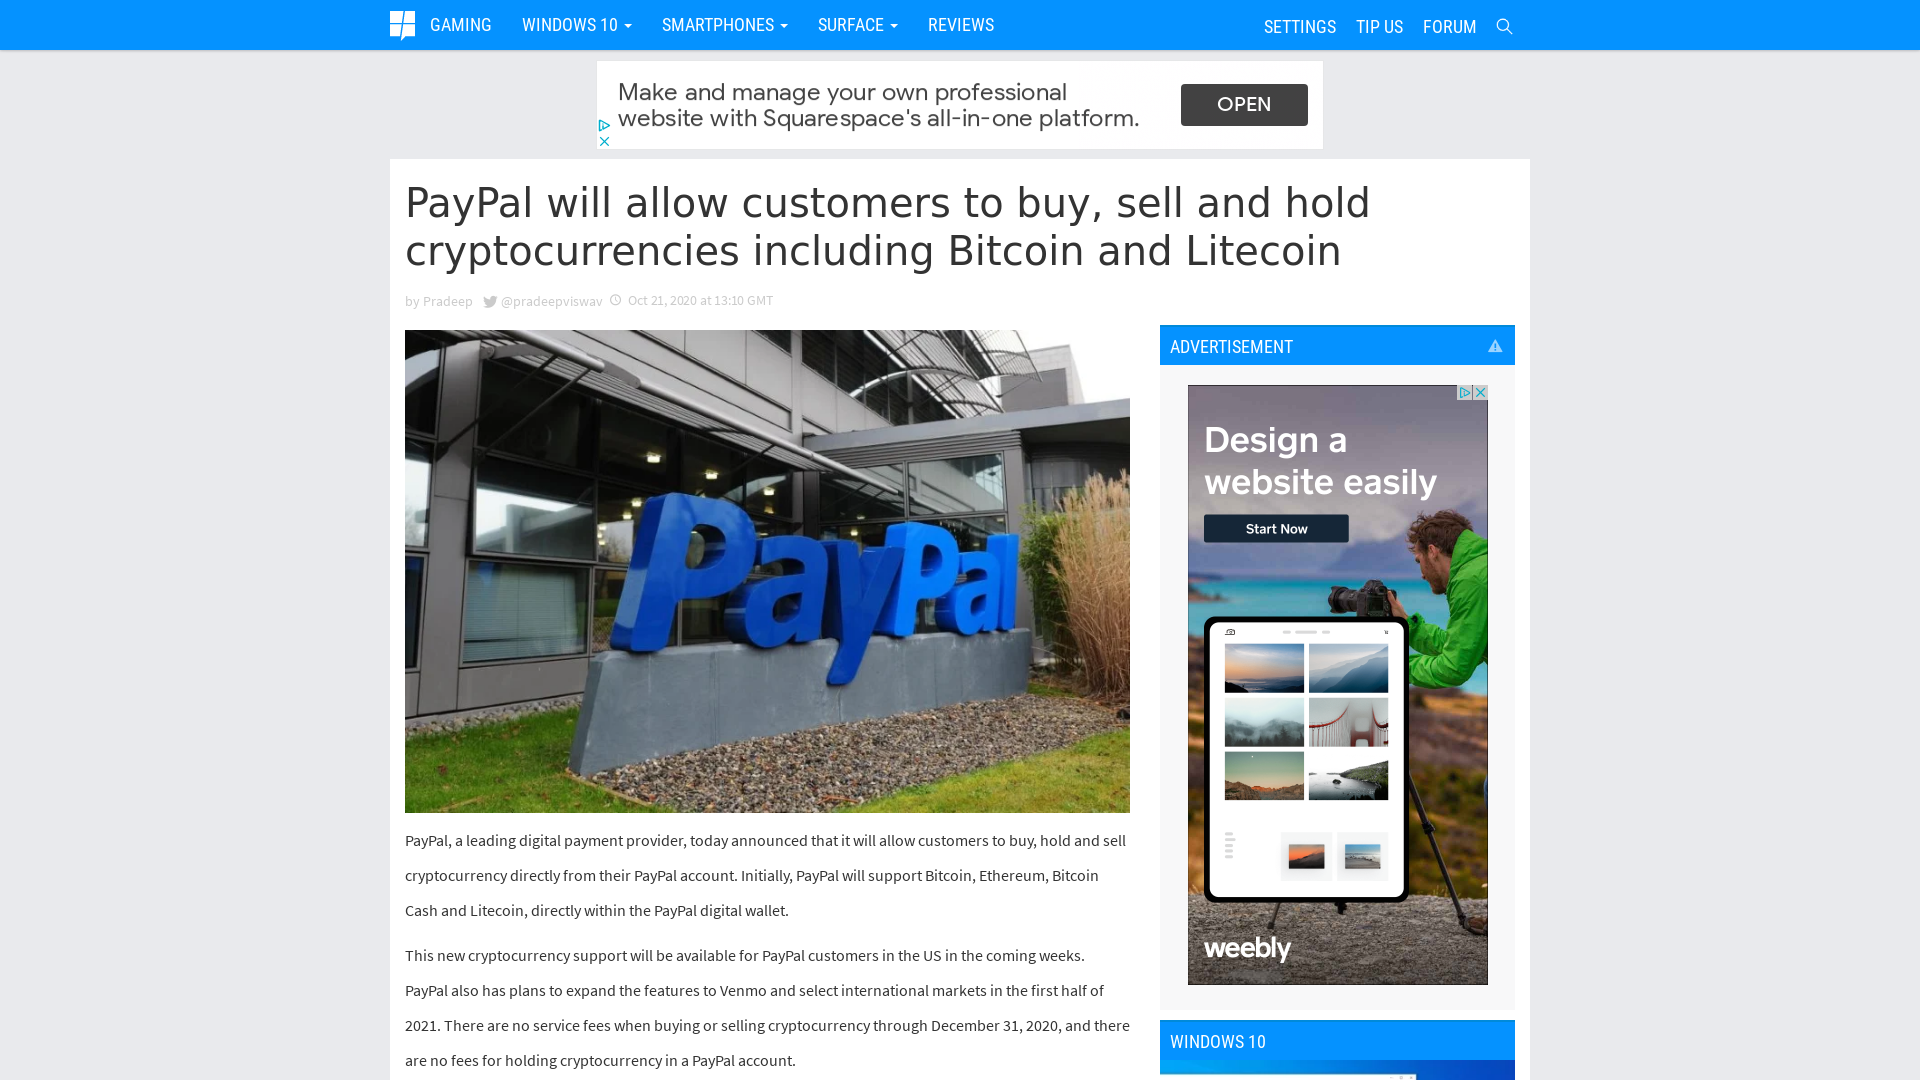 GAMING WINDOWS 10 SMARTPHONES SURFACE REVIEWS SETTINGS TIP US FORUM
Make and manage your own professional
website with Squarespace's all-in-one platform.
OPEN
PayPal will allow customers to buy, sell and hold
cryptocurrencies including Bitcoin and Litecoin
by Pradeep @pradeepviswav Oct 21, 2020 at 13:10 GMT
PayPal
PayPal, a leading digital payment provider, today announced that it will allow customers to buy, hold and sell
cryptocurrency directly from their PayPal account. Initially, PayPal will support Bitcoin, Ethereum, Bitcoin
Cash and Litecoin, directly within the PayPal digital wallet.
This new cryptocurrency support will be available for PayPal customers in the US in the coming weeks.
PayPal also has plans to expand the features to Venmo and select international markets in the first half of
2021. There are no service fees when buying or selling cryptocurrency through December 31, 2020, and there
are no fees for holding cryptocurrency in a PayPal account.
ADVERTISEMENT
Design a
website easily
Start Now
weebly
WINDOWS 10